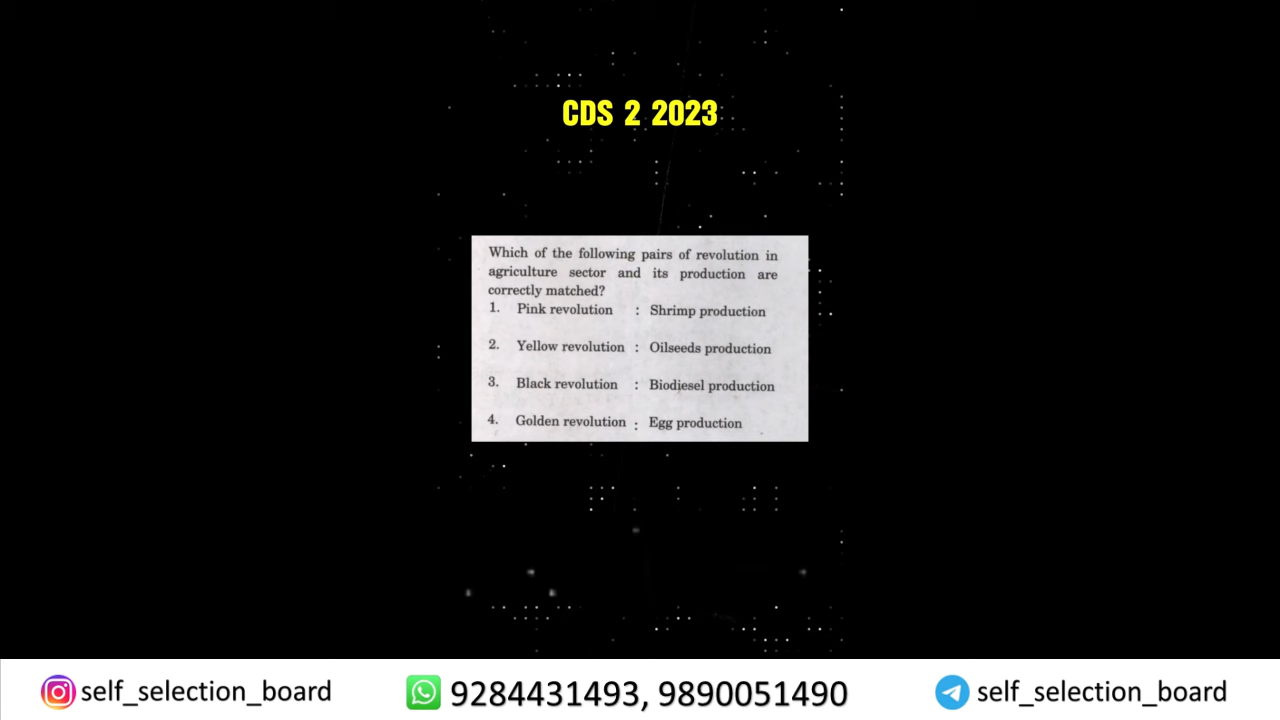 CDS 2 2023
Which of the following pairs of revolution in
agriculture sector and its production are
correctly matched?
1. Pink revolution : Shrimp production
2. Yellow revolution : Oilseeds production
3. Black revolution : Biodiesel production
4. Golden revolution : Egg production
self_selection_board 9284431493, 9890051490 self_selection_board